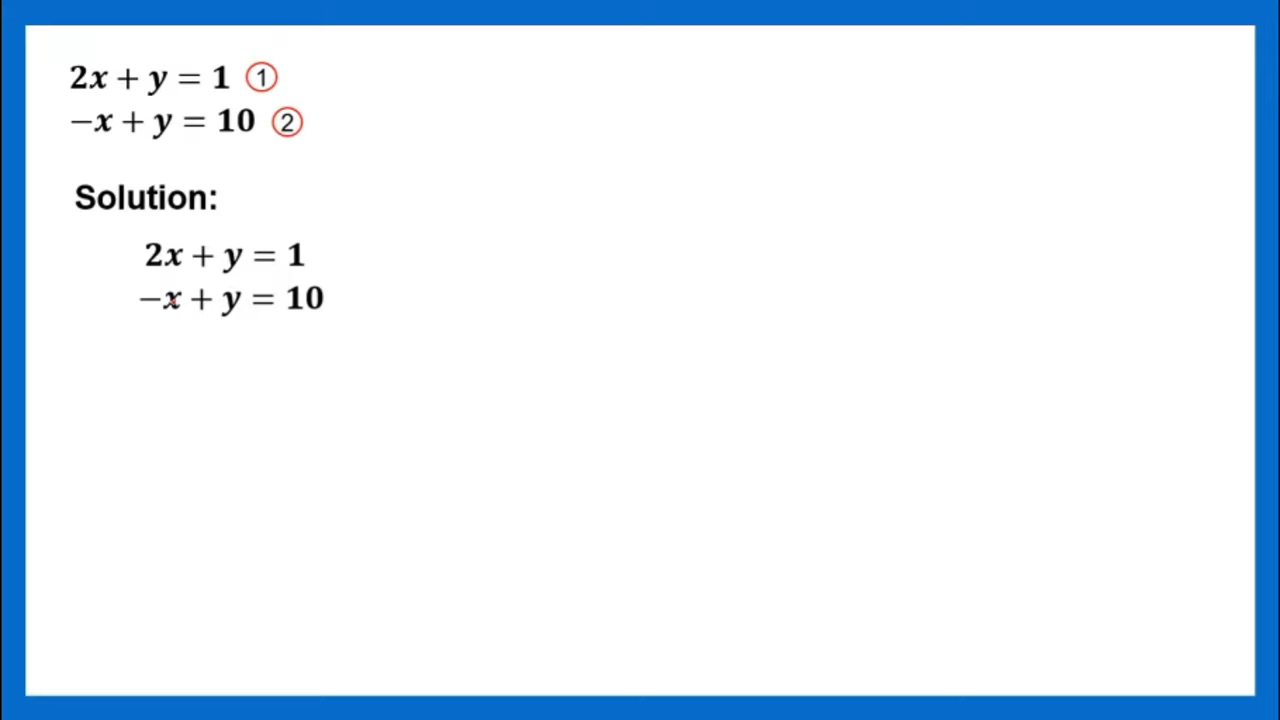 2x + y = 1 ①
−x + y = 10 ②
Solution:
2x + y = 1
−x + y = 10